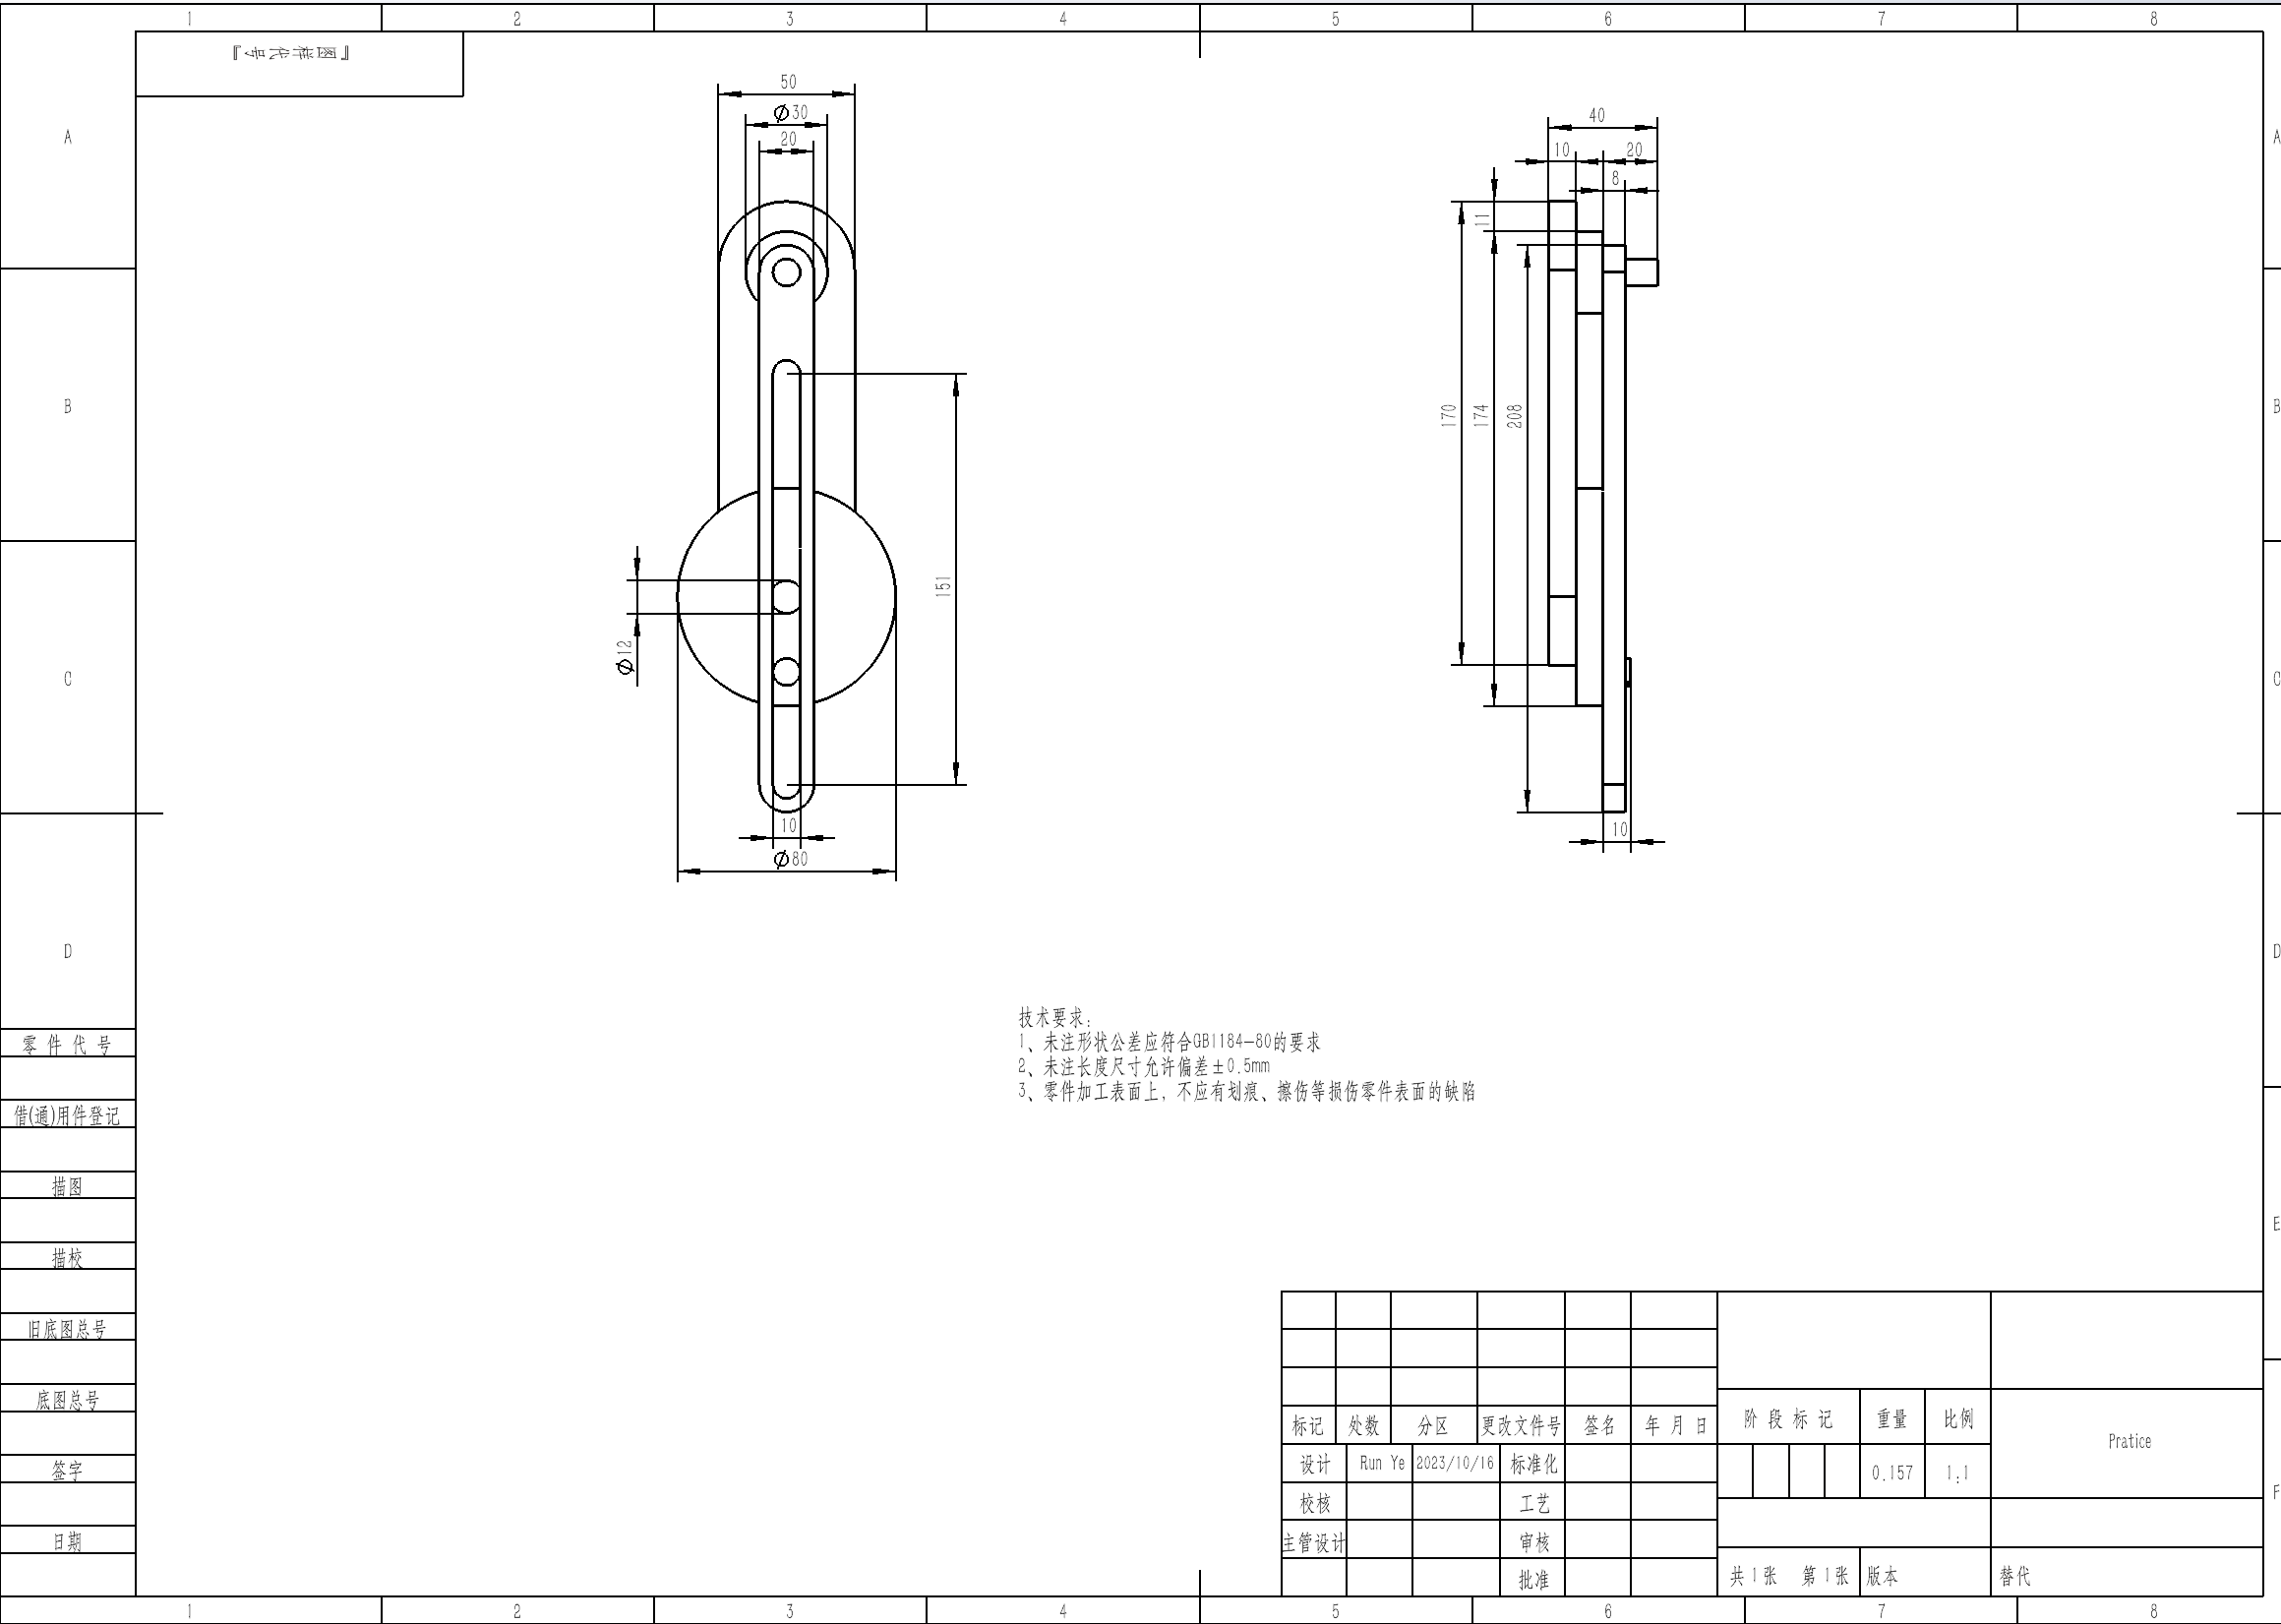 1 2 3 4 5 6 7 8
『图样代号』
A
B
C
D
A
B
C
D
E
F
50
Ø30
20
151
Ø12
10
Ø80
40
10 20
8
11
170
174
208
10
技术要求:
1、未注形状公差应符合GB1184-80的要求
2、未注长度尺寸允许偏差±0.5mm
3、零件加工表面上，不应有划痕、擦伤等损伤零件表面的缺陷
零件代号
借(通)用件登记
描图
描校
旧底图总号
底图总号
签字
日期
标记 处数 分区 更改文件号 签名 年月日
设计 Run Ye 2023/10/16 标准化
校核 工艺
主管设计 审核
批准
阶段标记 重量 比例
0.157 1:1
Pratice
共1张 第1张 版本 替代
1 2 3 4 5 6 7 8